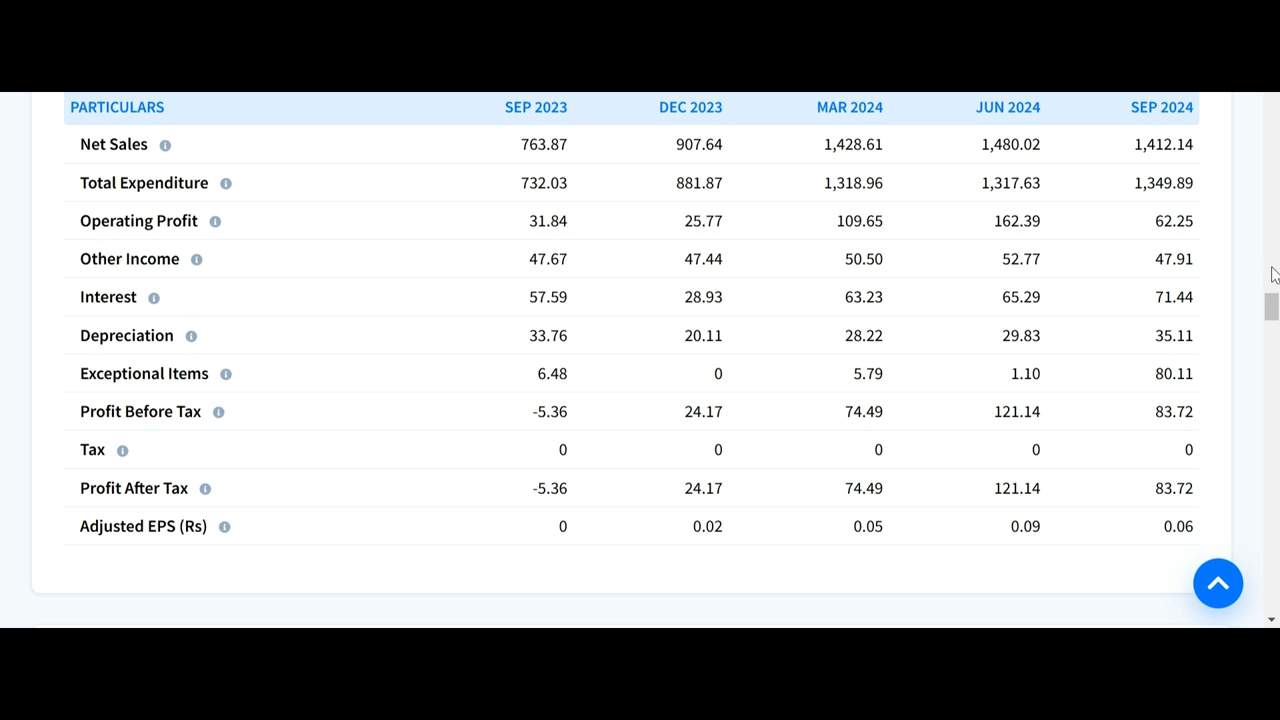 PARTICULARS SEP 2023 DEC 2023 MAR 2024 JUN 2024 SEP 2024
Net Sales 763.87 907.64 1,428.61 1,480.02 1,412.14
Total Expenditure 732.03 881.87 1,318.96 1,317.63 1,349.89
Operating Profit 31.84 25.77 109.65 162.39 62.25
Other Income 47.67 47.44 50.50 52.77 47.91
Interest 57.59 28.93 63.23 65.29 71.44
Depreciation 33.76 20.11 28.22 29.83 35.11
Exceptional Items 6.48 0 5.79 1.10 80.11
Profit Before Tax -5.36 24.17 74.49 121.14 83.72
Tax 0 0 0 0 0
Profit After Tax -5.36 24.17 74.49 121.14 83.72
Adjusted EPS (Rs) 0 0.02 0.05 0.09 0.06